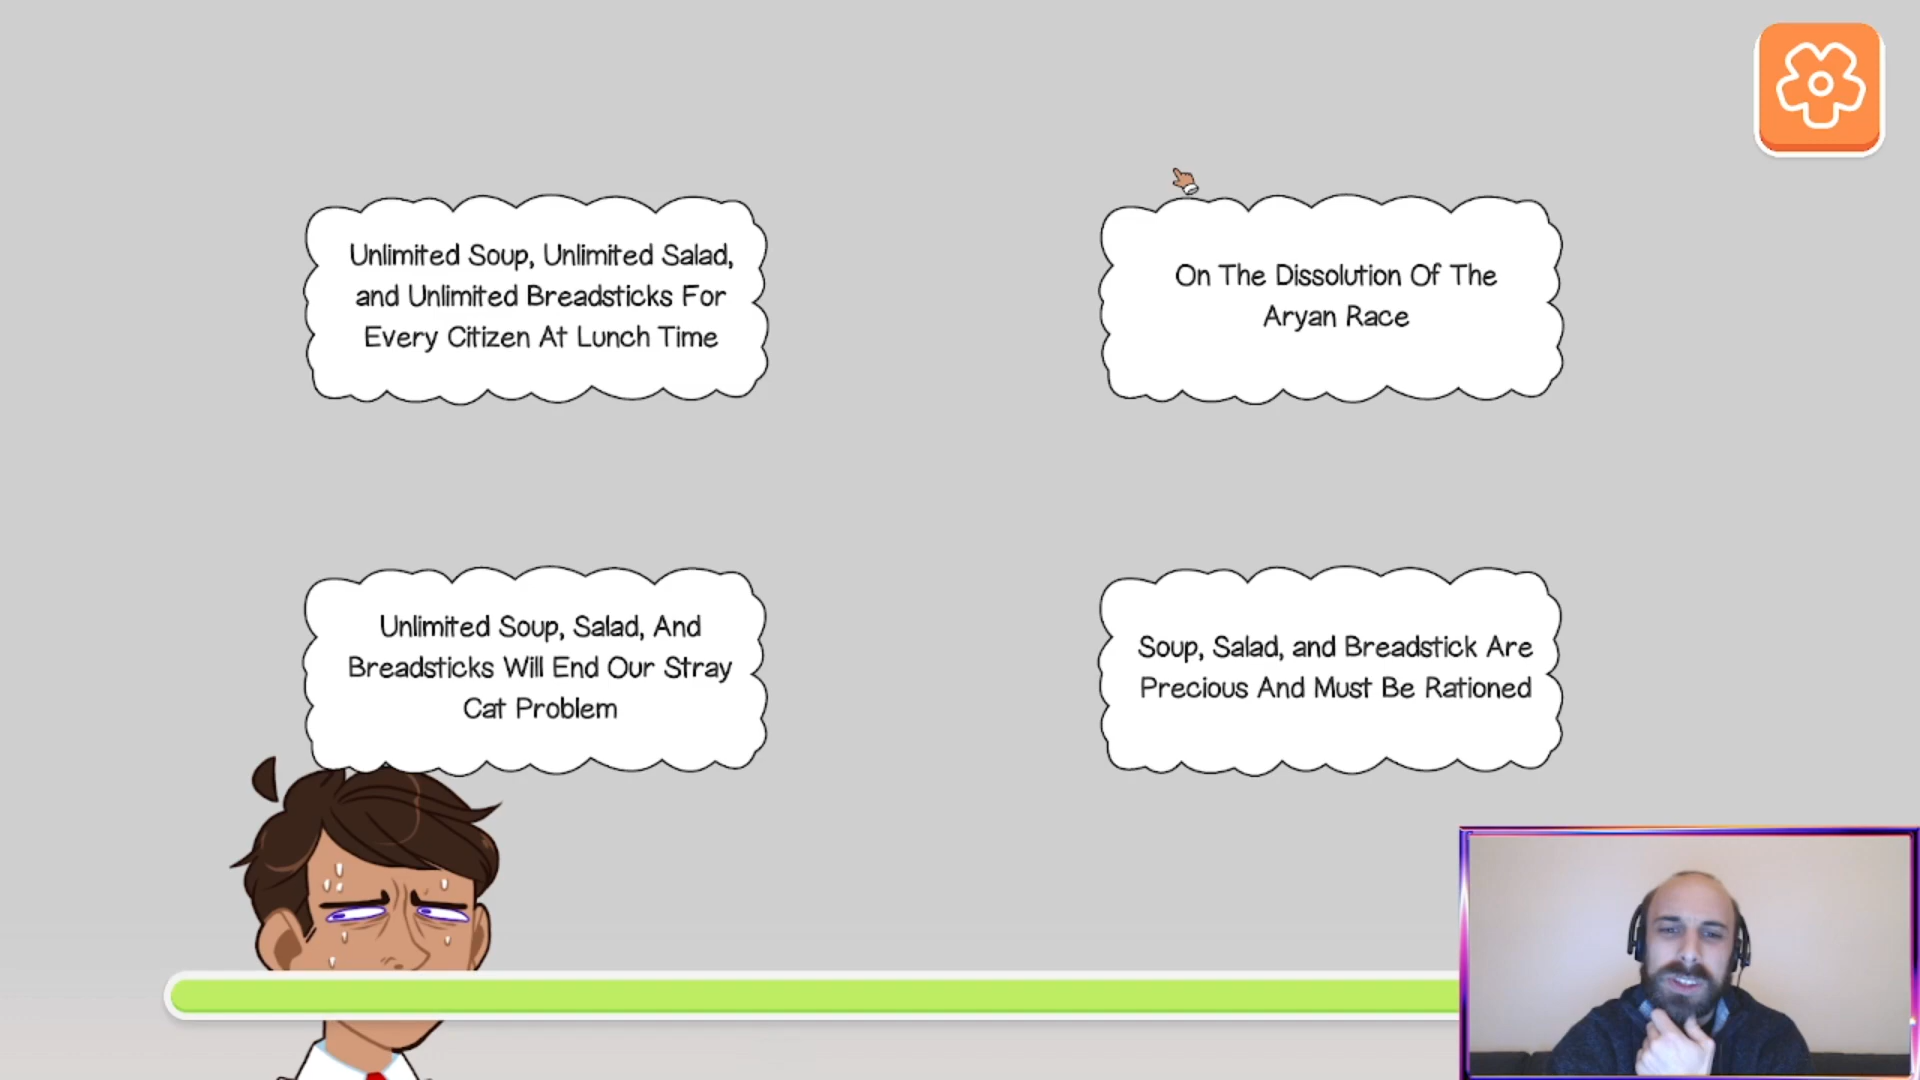 Unlimited Soup, Unlimited Salad,
and Unlimited Breadsticks For
Every Citizen At Lunch Time
On The Dissolution Of The
Aryan Race
Unlimited Soup, Salad, And
Breadsticks Will End Our Stray
Cat Problem
Soup, Salad, and Breadstick Are
Precious And Must Be Rationed